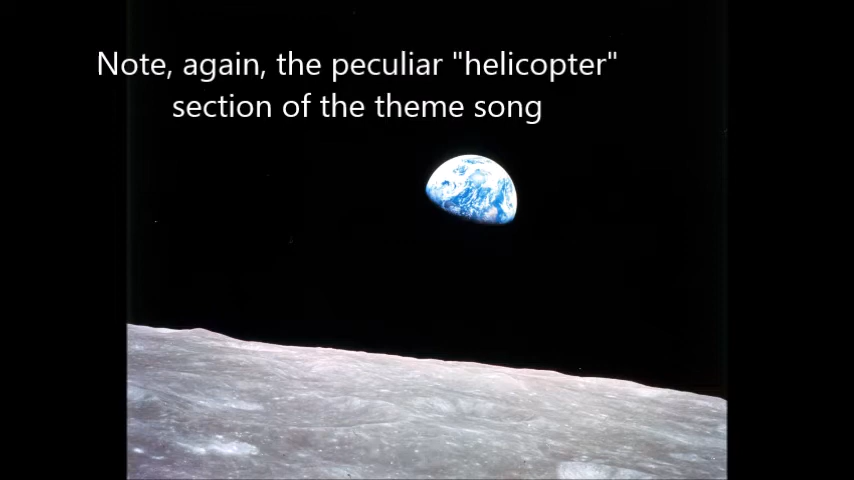 Note, again, the peculiar "helicopter"
section of the theme song